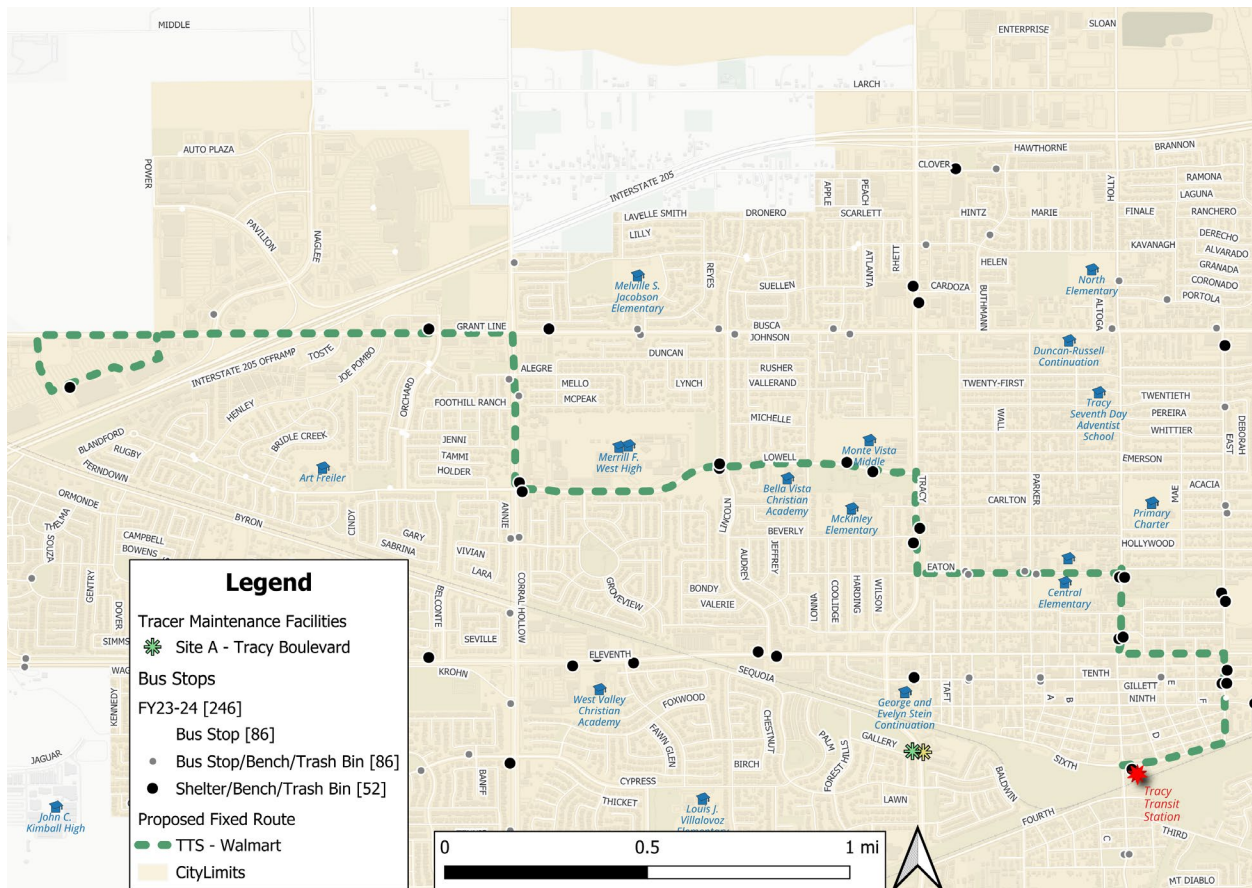 MIDDLE
SLOAN
ENTERPRISE
LARCH
AUTO PLAZA
POWER
HAWTHORNE
BRANNON
CLOVER
HOLLY
RAMONA
LAGUNA
INTERSTATE 205
APPLE
PEACH
LAVELLE SMITH
DRONERO
SCARLETT
HINTZ
MARIE
FINALE
RANCHERO
PAVILION
NAGLEE
LILLY
DERECHO
ALVARADO
KAVANAGH
GRANADA
REYES
ATLANTA
RHETT
HELEN
CORONADO
Melville S.
Jacobson
Elementary
SUELLEN
CARDOZA
BUTHMANN
North
Elementary
ALTOGA
PORTOLA
GRANT LINE
BUSCA
JOHNSON
INTERSTATE 205 OFFRAMP
TOSTE
JOE POMBO
DUNCAN
Duncan-Russell
Continuation
ALEGRE
RUSHER
MELLO
LYNCH
VALLERAND
TWENTY-FIRST
MCPEAK
ORCHARD
FOOTHILL RANCH
HENLEY
Tracy
Seventh Day
Adventist
School
TWENTIETH
PEREIRA
WHITTIER
MICHELLE
WALL
DEBORAH
EAST
BLANDFORD
RUGBY
BRIDLE CREEK
JENNI
TAMMI
HOLDER
Merrill F.
West High
Monte Vista
Middle
LOWELL
EMERSON
FERNDOWN
Art Freiler
Bella Vista
Christian
Academy
TRACY
PARKER
MAE
ACACIA
ORMONDE
BYRON
CINDY
ANNIE
LINCOLN
CARLTON
McKinley
Elementary
Primary
Charter
THELMA
SOUZA
CAMPBELL
BOWENS
GARY
SABRINA
VIVIAN
BEVERLY
JEFFREY
AUDREY
HOLLYWOOD
LARA
EATON
GENTRY
DOVER
BELCONTE
CORRAL HOLLOW
GROVEVIEW
BONDY
VALERIE
LONNA
COOLIDGE
HARDING
WILSON
Central
Elementary
SEVILLE
KROHN
ELEVENTH
SEQUOIA
TENTH
KENNEDY
GILLETT
NINTH
TAFT
A
B
E
F
D
West Valley
Christian
Academy
FOXWOOD
George and
Evelyn Stein
Continuation
CHESTNUT
FAWN GLEN
PALM
FOREST HILLS
GALLERY
BIRCH
SIXTH
JAGUAR
BANFF
CYPRESS
THICKET
LAWN
BALDWIN
FOURTH
Tracy
Transit
Station
John C.
Kimball High
Louis J.
Villalovoz
Elementary
C
THIRD
MT DIABLO
Legend
Tracer Maintenance Facilities
Site A - Tracy Boulevard
Bus Stops
FY23-24 [246]
Bus Stop [86]
Bus Stop/Bench/Trash Bin [86]
Shelter/Bench/Trash Bin [52]
Proposed Fixed Route
TTS - Walmart
CityLimits
0 0.5 1 mi